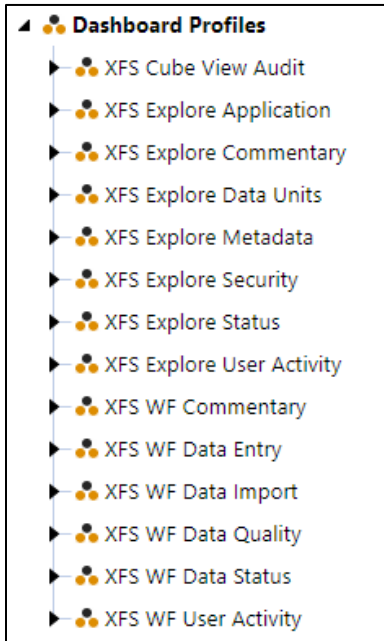 Dashboard Profiles
XFS Cube View Audit
XFS Explore Application
XFS Explore Commentary
XFS Explore Data Units
XFS Explore Metadata
XFS Explore Security
XFS Explore Status
XFS Explore User Activity
XFS WF Commentary
XFS WF Data Entry
XFS WF Data Import
XFS WF Data Quality
XFS WF Data Status
XFS WF User Activity